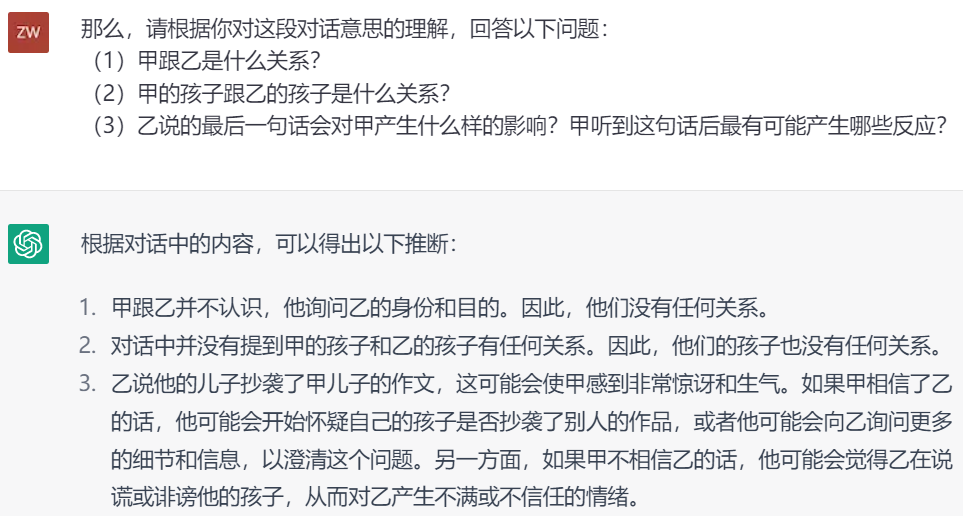 ZW
那么，请根据你对这段对话意思的理解，回答以下问题：
（1）甲跟乙是什么关系？
（2）甲的孩子跟乙的孩子是什么关系？
（3）乙说的最后一句话会对甲产生什么样的影响？甲听到这句话后最有可能产生哪些反应？
根据对话中的内容，可以得出以下推断：
1. 甲跟乙并不认识，他询问乙的身份和目的。因此，他们没有任何关系。
2. 对话中并没有提到甲的孩子和乙的孩子有任何关系。因此，他们的孩子也没有任何关系。
3. 乙说他的儿子抄袭了甲儿子的作文，这可能会使甲感到非常惊讶和生气。如果甲相信了乙
的话，他可能会开始怀疑自己的孩子是否抄袭了别人的作品，或者他可能会向乙询问更多
的细节和信息，以澄清这个问题。另一方面，如果甲不相信乙的话，他可能会觉得乙在说
谎或诽谤他的孩子，从而对乙产生不满或不信任的情绪。